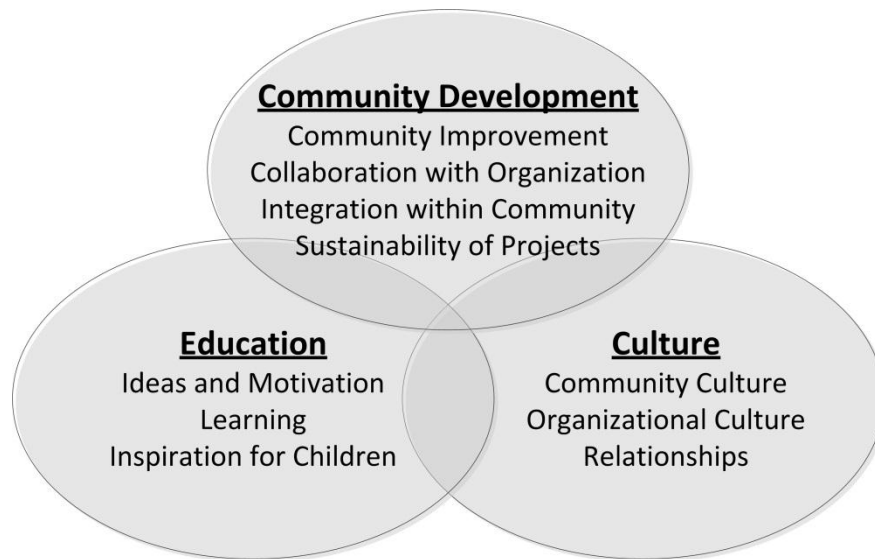 Community Development
Community Improvement
Collaboration with Organization
Integration within Community
Sustainability of Projects
Education
Ideas and Motivation
Learning
Inspiration for Children
Culture
Community Culture
Organizational Culture
Relationships